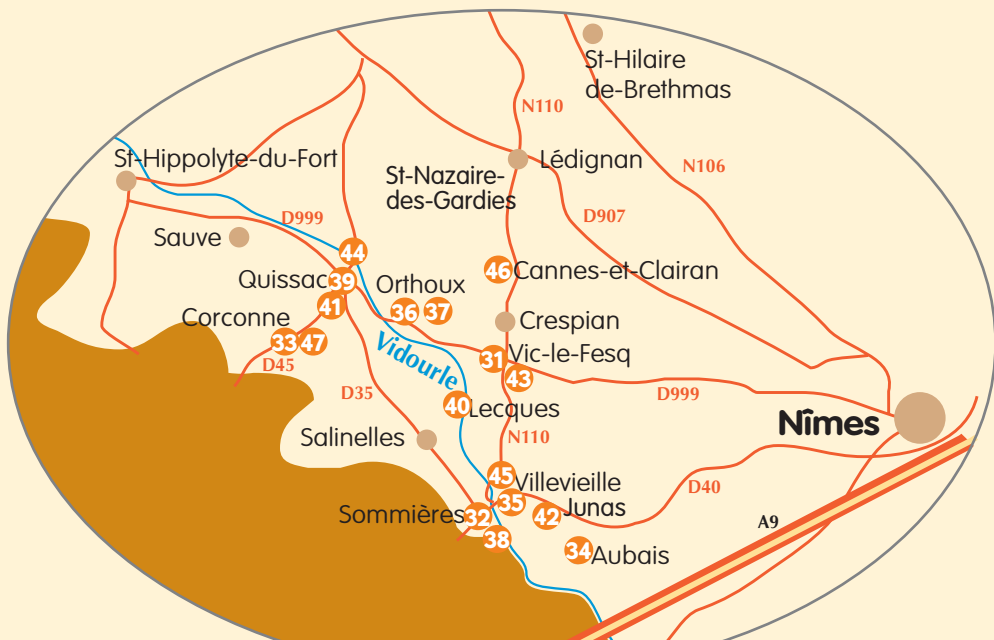 St-Hilaire
de-Brethmas
N110
St-Hippolyte-du-Fort
Lédignan
N106
St-Nazaire-
des-Gardies
D907
D999
Sauve
44
Quissac
39
Orthoux
46
Cannes-et-Clairan
41
36
37
Corconne
Crespian
33
47
Vidourle
31
Vic-le-Fesq
D45
43
D35
D999
40
Lecques
Nîmes
Salinelles
N110
45
Villevieille
D40
35
Junas
Sommières
32
42
A9
38
34
Aubais